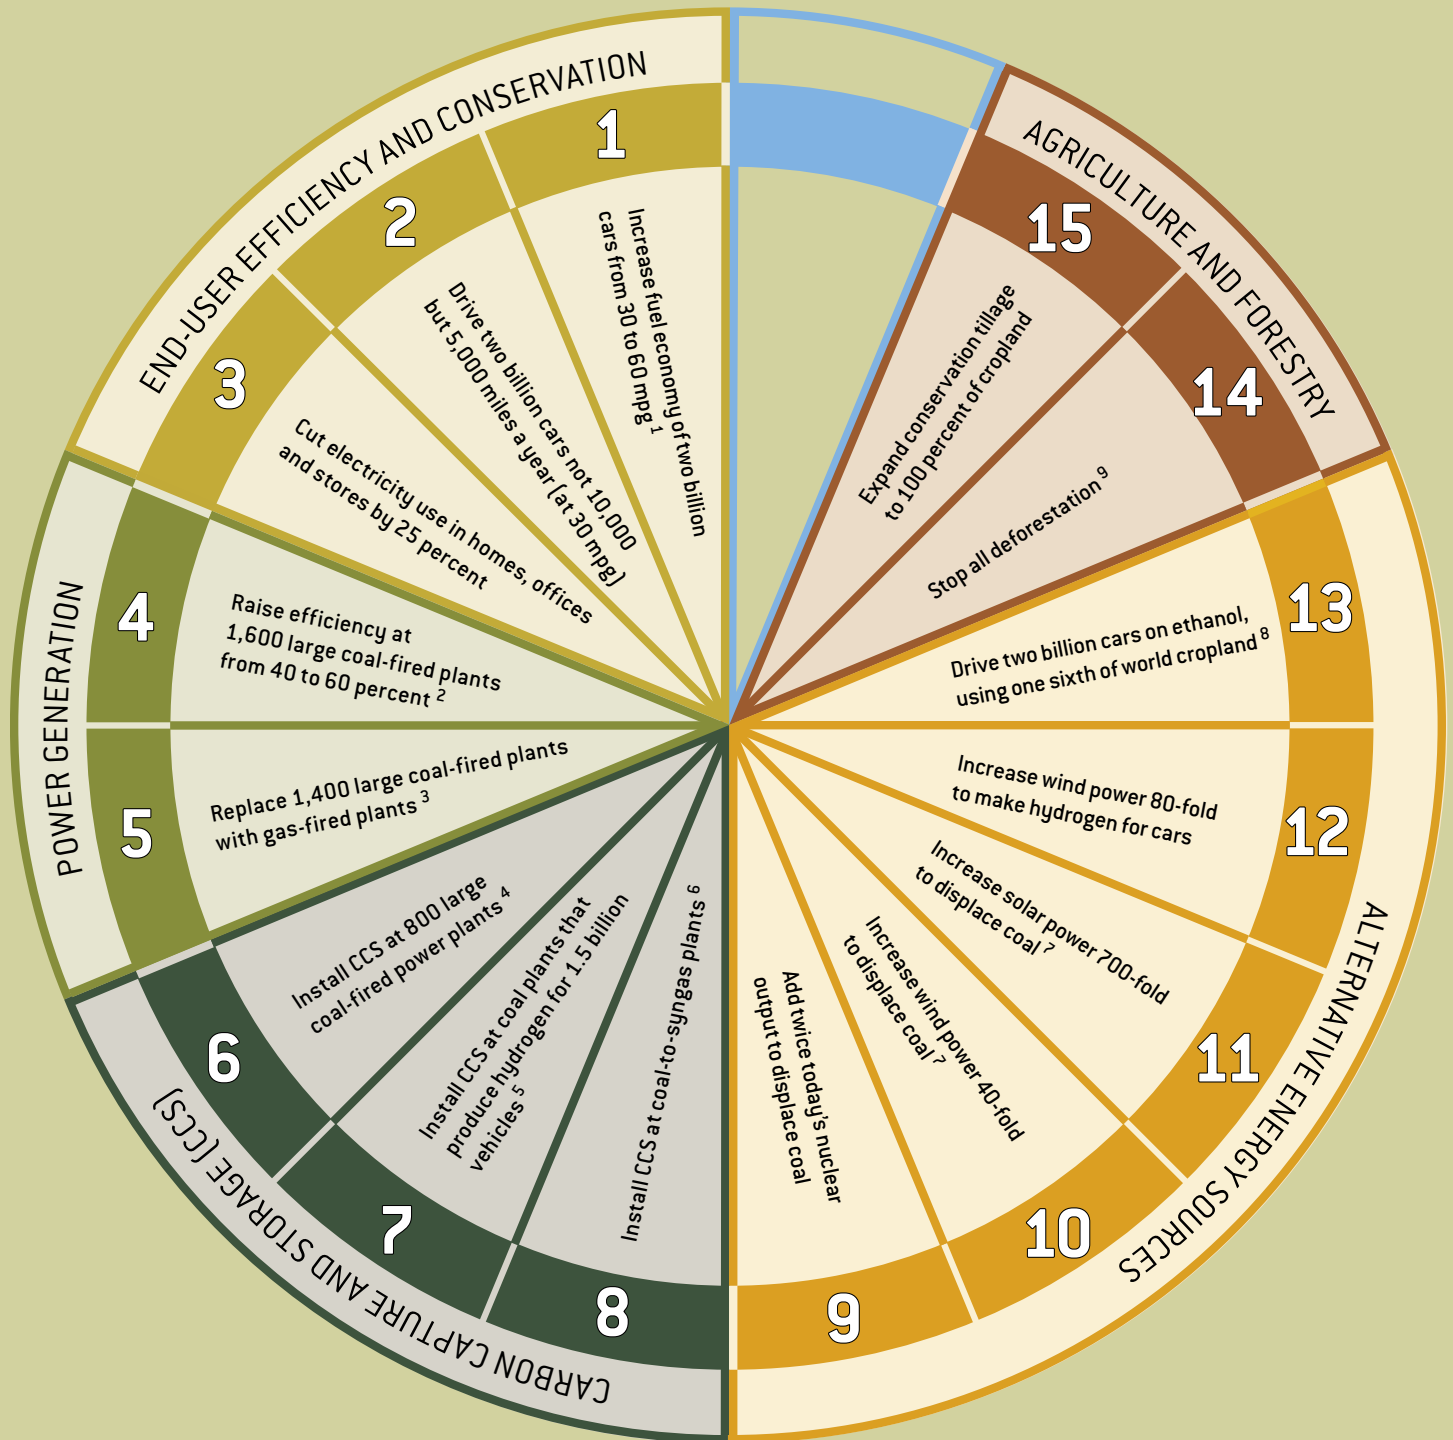 END-USER EFFICIENCY AND CONSERVATION
1
Increase fuel economy of two billion
cars from 30 to 60 mpg 1
2
Drive two billion cars not 10,000
but 5,000 miles a year (at 30 mpg)
3
Cut electricity use in homes, offices
and stores by 25 percent
POWER GENERATION
4
Raise efficiency at
1,600 large coal-fired plants
from 40 to 60 percent 2
5
Replace 1,400 large coal-fired plants
with gas-fired plants 3
CARBON CAPTURE AND STORAGE (CCS)
6
Install CCS at 800 large
coal-fired power plants 4
7
Install CCS at coal plants that
produce hydrogen for 1.5 billion
vehicles 5
8
Install CCS at coal-to-syngas plants 6
ALTERNATIVE ENERGY SOURCES
9
Add twice today's nuclear
output to displace coal
10
Increase wind power 40-fold
to displace coal 7
11
Increase solar power 700-fold
to displace coal 7
12
Increase wind power 80-fold
to make hydrogen for cars
13
Drive two billion cars on ethanol,
using one sixth of world cropland 8
AGRICULTURE AND FORESTRY
14
Stop all deforestation 9
15
Expand conservation tillage
to 100 percent of cropland